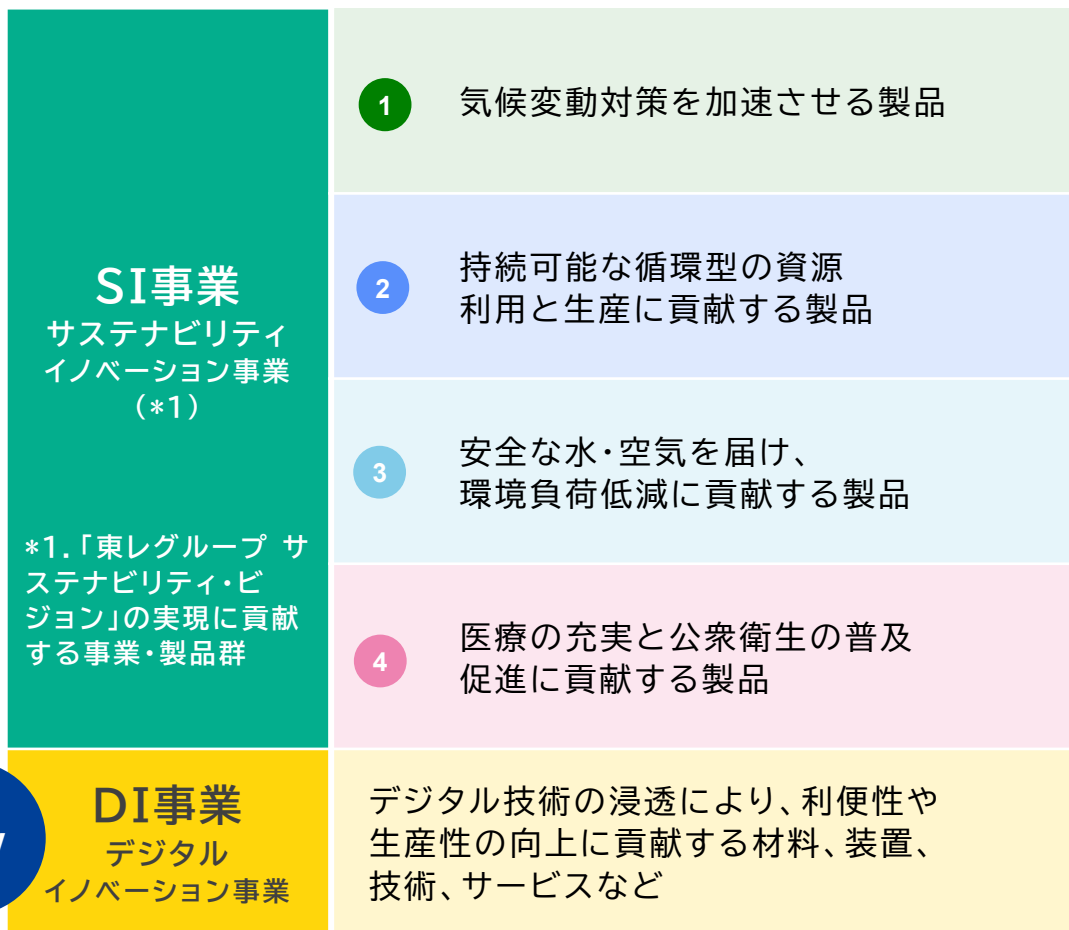 SI事業
サステナビリティ
イノベーション事業
(*1)
*1.「東レグループ サ
ステナビリティ・ビ
ジョン」の実現に貢献
する事業・製品群
1
気候変動対策を加速させる製品
2
持続可能な循環型の資源
利用と生産に貢献する製品
3
安全な水・空気を届け、
環境負荷低減に貢献する製品
4
医療の充実と公衆衛生の普及
促進に貢献する製品
DI事業
デジタル
イノベーション事業
デジタル技術の浸透により、利便性や
生産性の向上に貢献する材料、装置、
技術、サービスなど